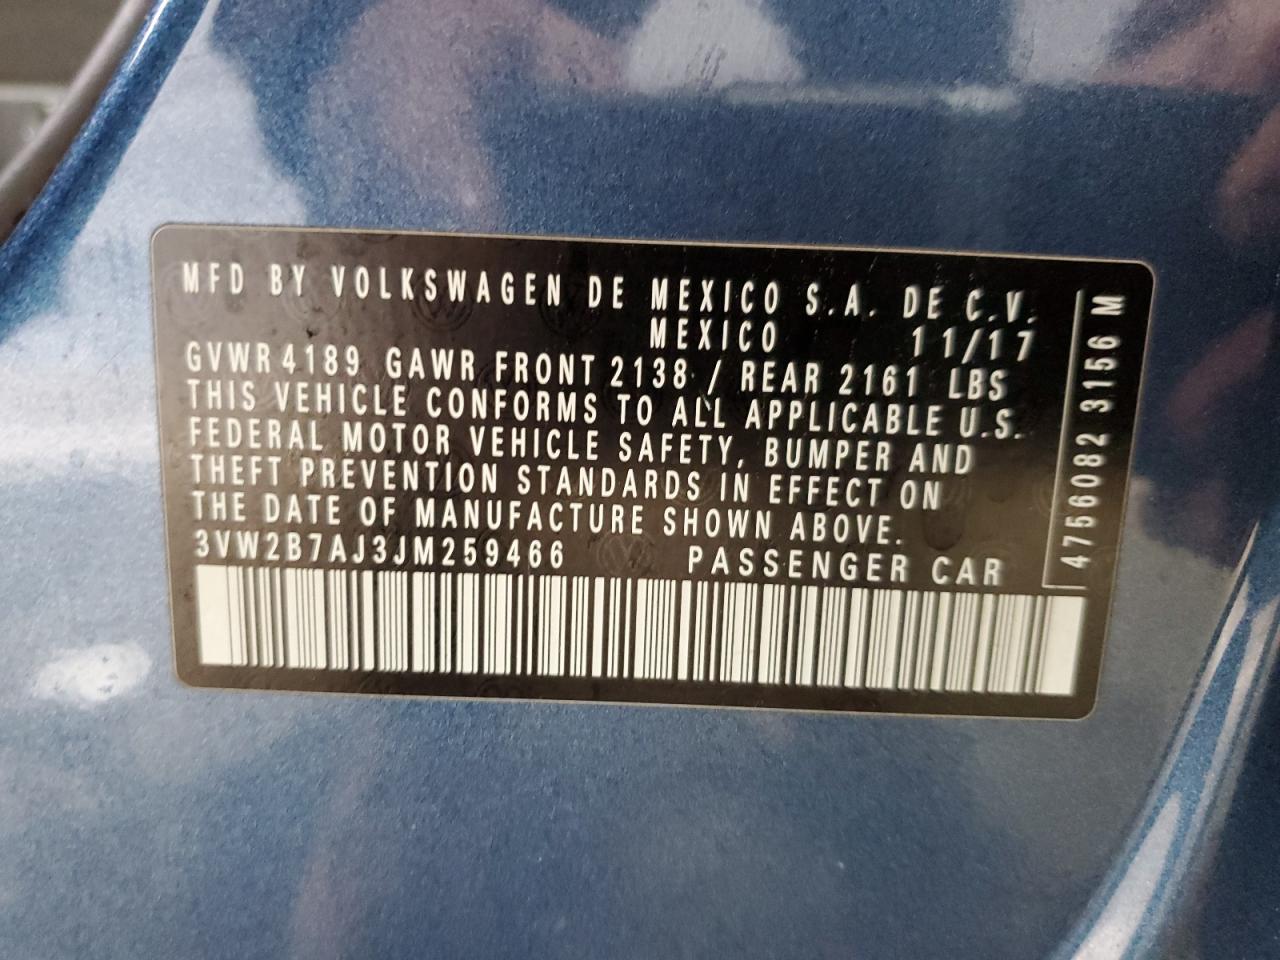 MFD BY VOLKSWAGEN DE MEXICO S.A. DE C.V.
MEXICO 11/17
GVWR 4189 GAWR FRONT 2138 / REAR 2161 LBS
THIS VEHICLE CONFORMS TO ALL APPLICABLE U.S.
FEDERAL MOTOR VEHICLE SAFETY, BUMPER AND
THEFT PREVENTION STANDARDS IN EFFECT ON
THE DATE OF MANUFACTURE SHOWN ABOVE.
3VW2B7AJ3JM259466 PASSENGER CAR
4756082 3156 M